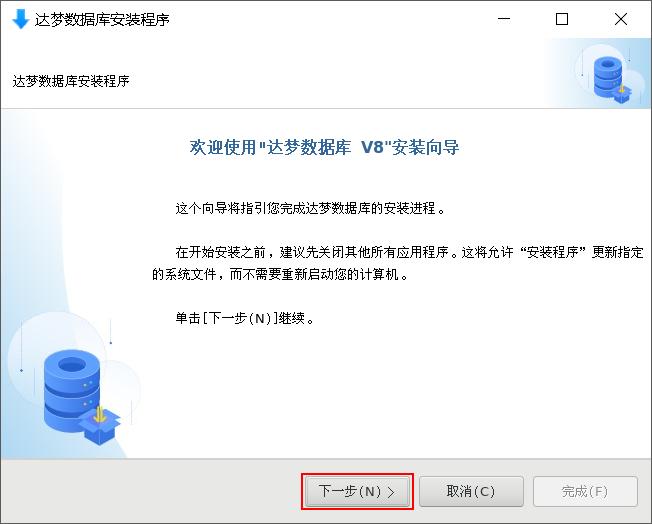 达梦数据库安装程序
达梦数据库安装程序
欢迎使用"达梦数据库 V8"安装向导
这个向导将指引您完成达梦数据库的安装进程。
在开始安装之前，建议先关闭其他所有应用程序。这将允许“安装程序”更新指定
的系统文件，而不需要重新启动您的计算机。
单击[下一步(N)]继续。
下一步(N) >
取消(C)
完成(F)